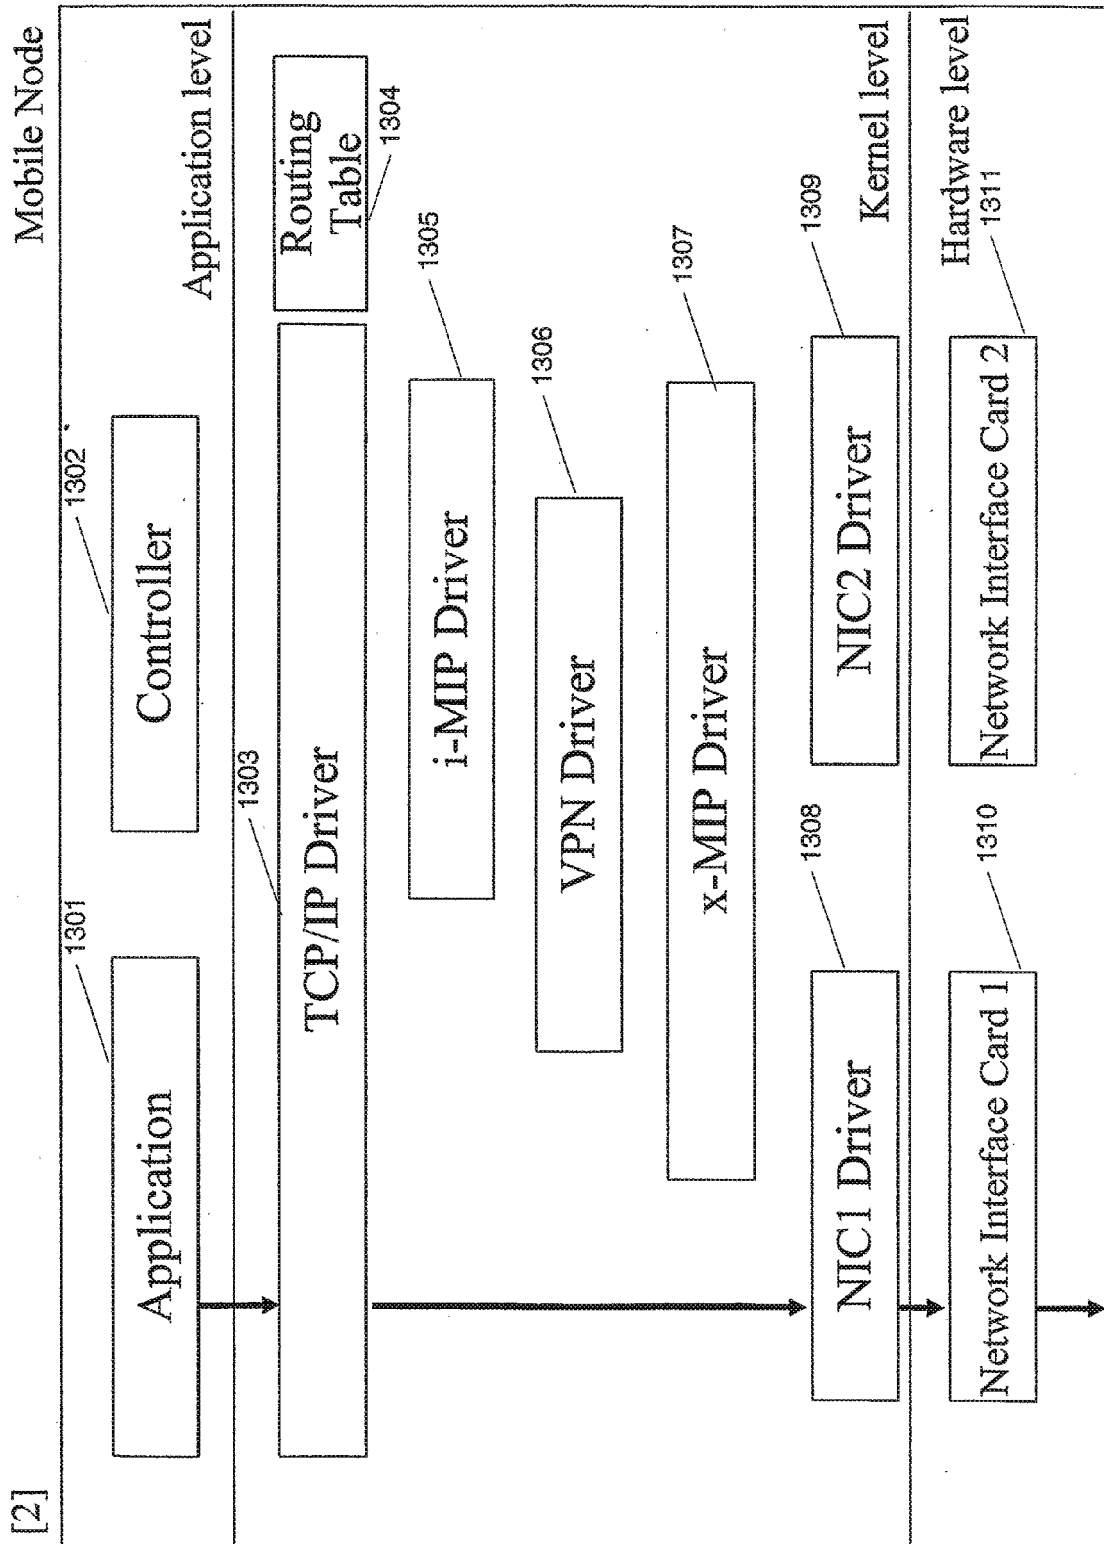 [2]
Mobile Node
Application level
1301
Application
1302
Controller
1303
TCP/IP Driver
Routing
Table
1304
i-MIP Driver
1305
VPN Driver
1306
x-MIP Driver
1307
NIC1 Driver
1308
NIC2 Driver
1309
Kernel level
Hardware level
Network Interface Card 1
1310
Network Interface Card 2
1311